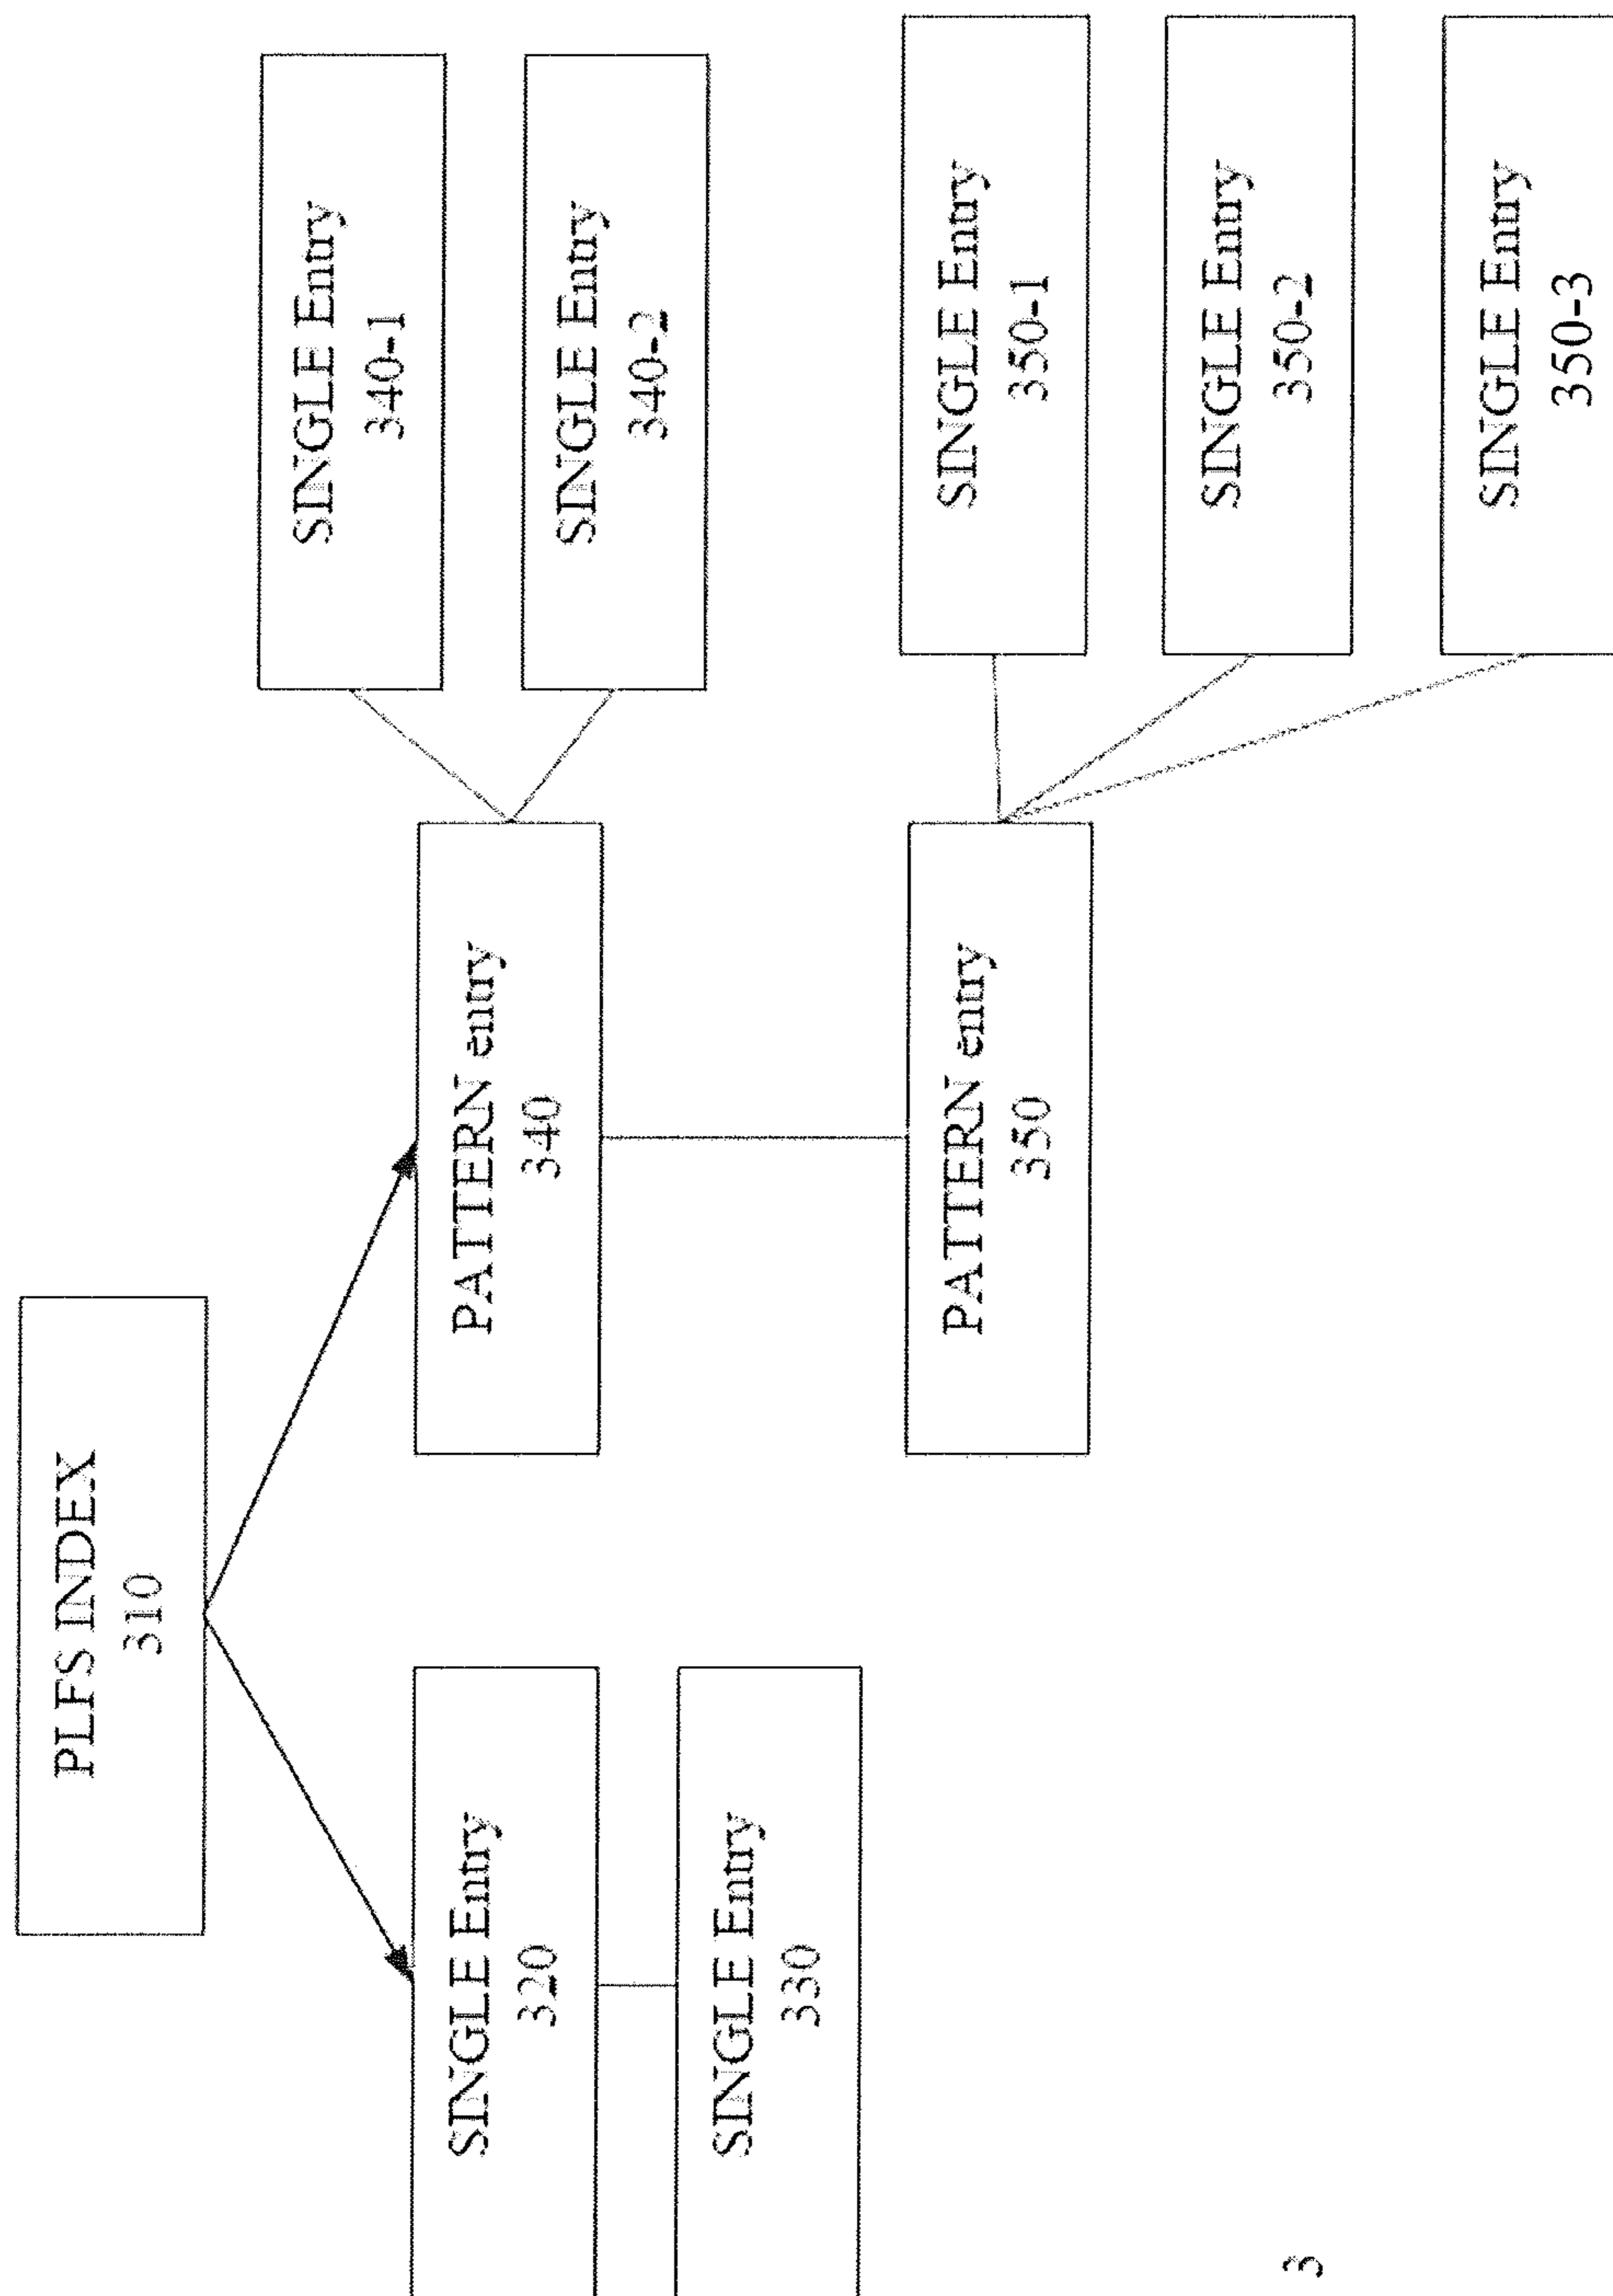 PLFS INDEX
310
SINGLE Entry
320
SINGLE Entry
330
PATTERN entry
340
SINGLE Entry
340-1
SINGLE Entry
340-2
PATTERN entry
350
SINGLE Entry
350-1
SINGLE Entry
350-2
SINGLE Entry
350-3
3